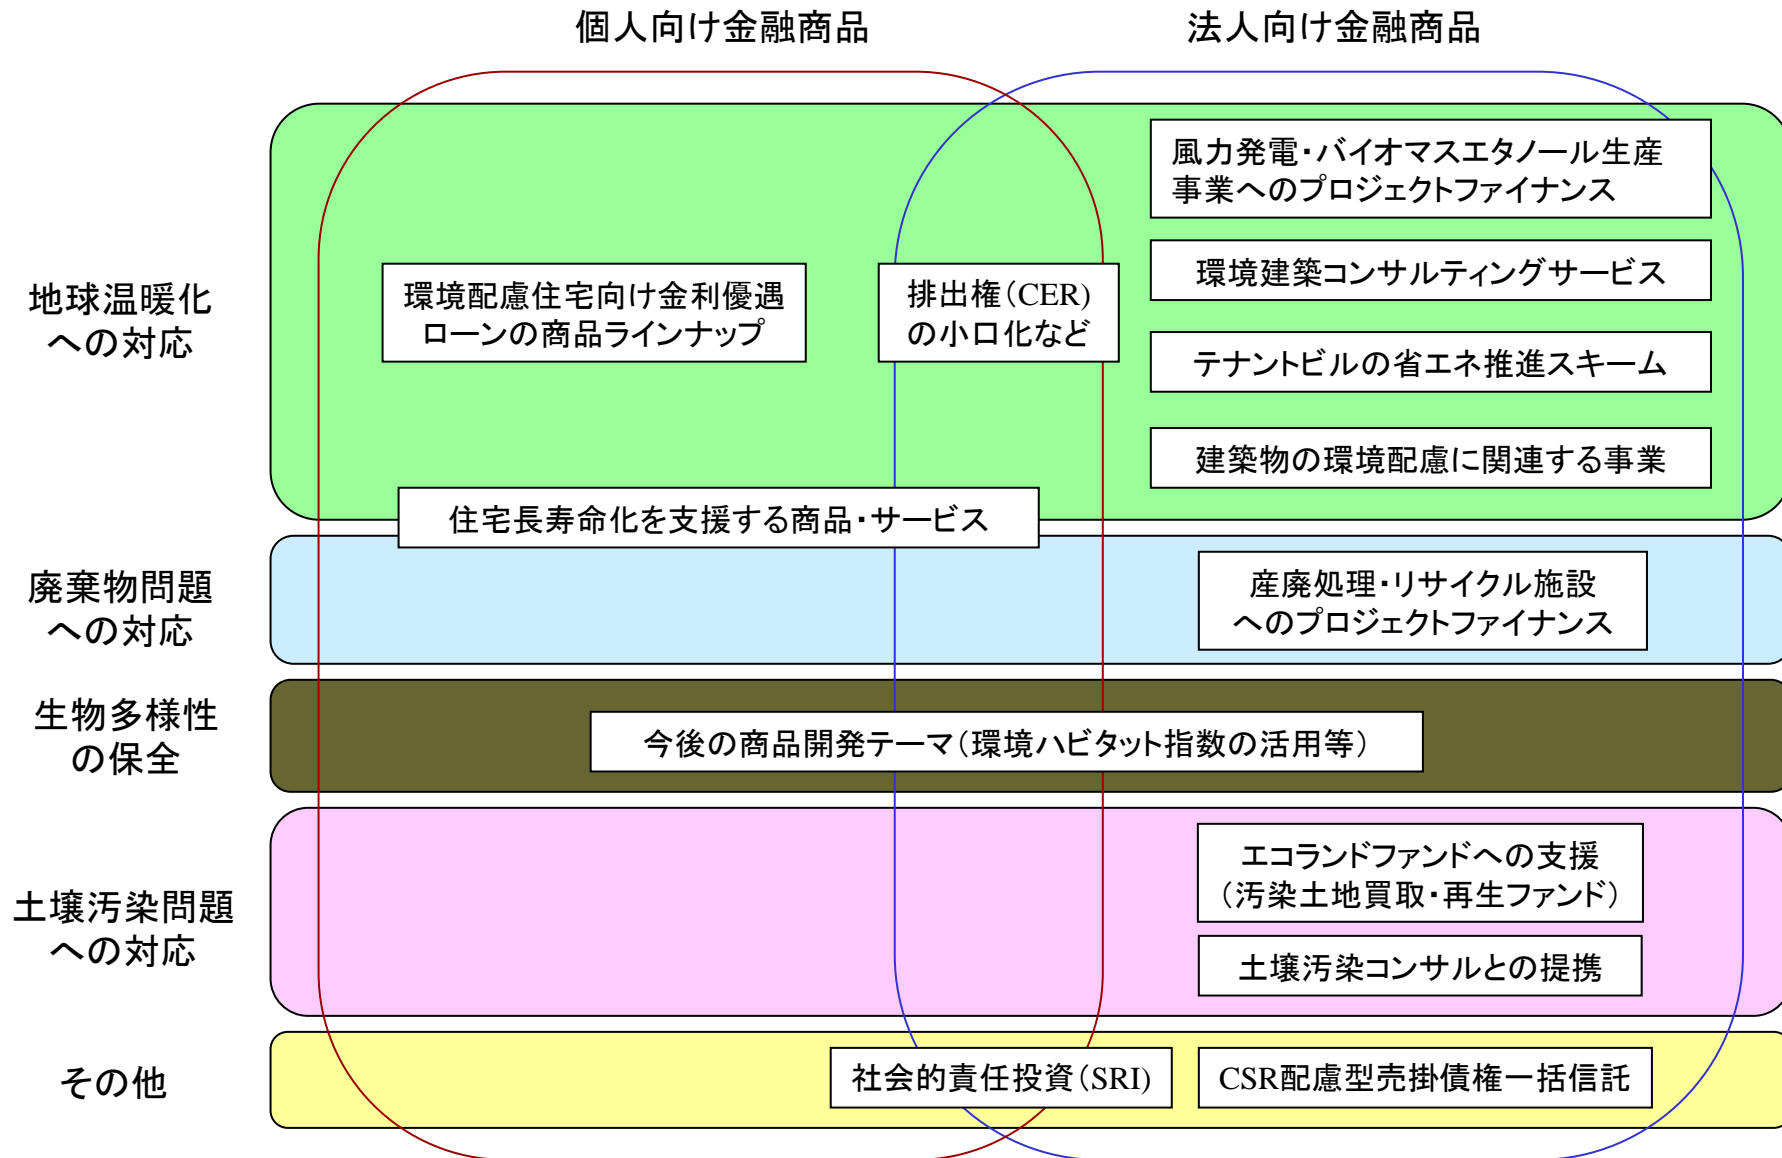 個人向け金融商品
法人向け金融商品
地球温暖化
への対応
環境配慮住宅向け金利優遇
ローンの商品ラインナップ
排出権（CER）
の小口化など
風力発電・バイオマスエタノール生産
事業へのプロジェクトファイナンス
環境建築コンサルティングサービス
テナントビルの省エネ推進スキーム
建築物の環境配慮に関連する事業
住宅長寿命化を支援する商品・サービス
廃棄物問題
への対応
産廃処理・リサイクル施設
へのプロジェクトファイナンス
生物多様性
の保全
今後の商品開発テーマ（環境ハビタット指数の活用等）
土壌汚染問題
への対応
エコランドファンドへの支援
（汚染土地買取・再生ファンド）
土壌汚染コンサルとの提携
その他
社会的責任投資（SRI）
CSR配慮型売掛債権一括信託